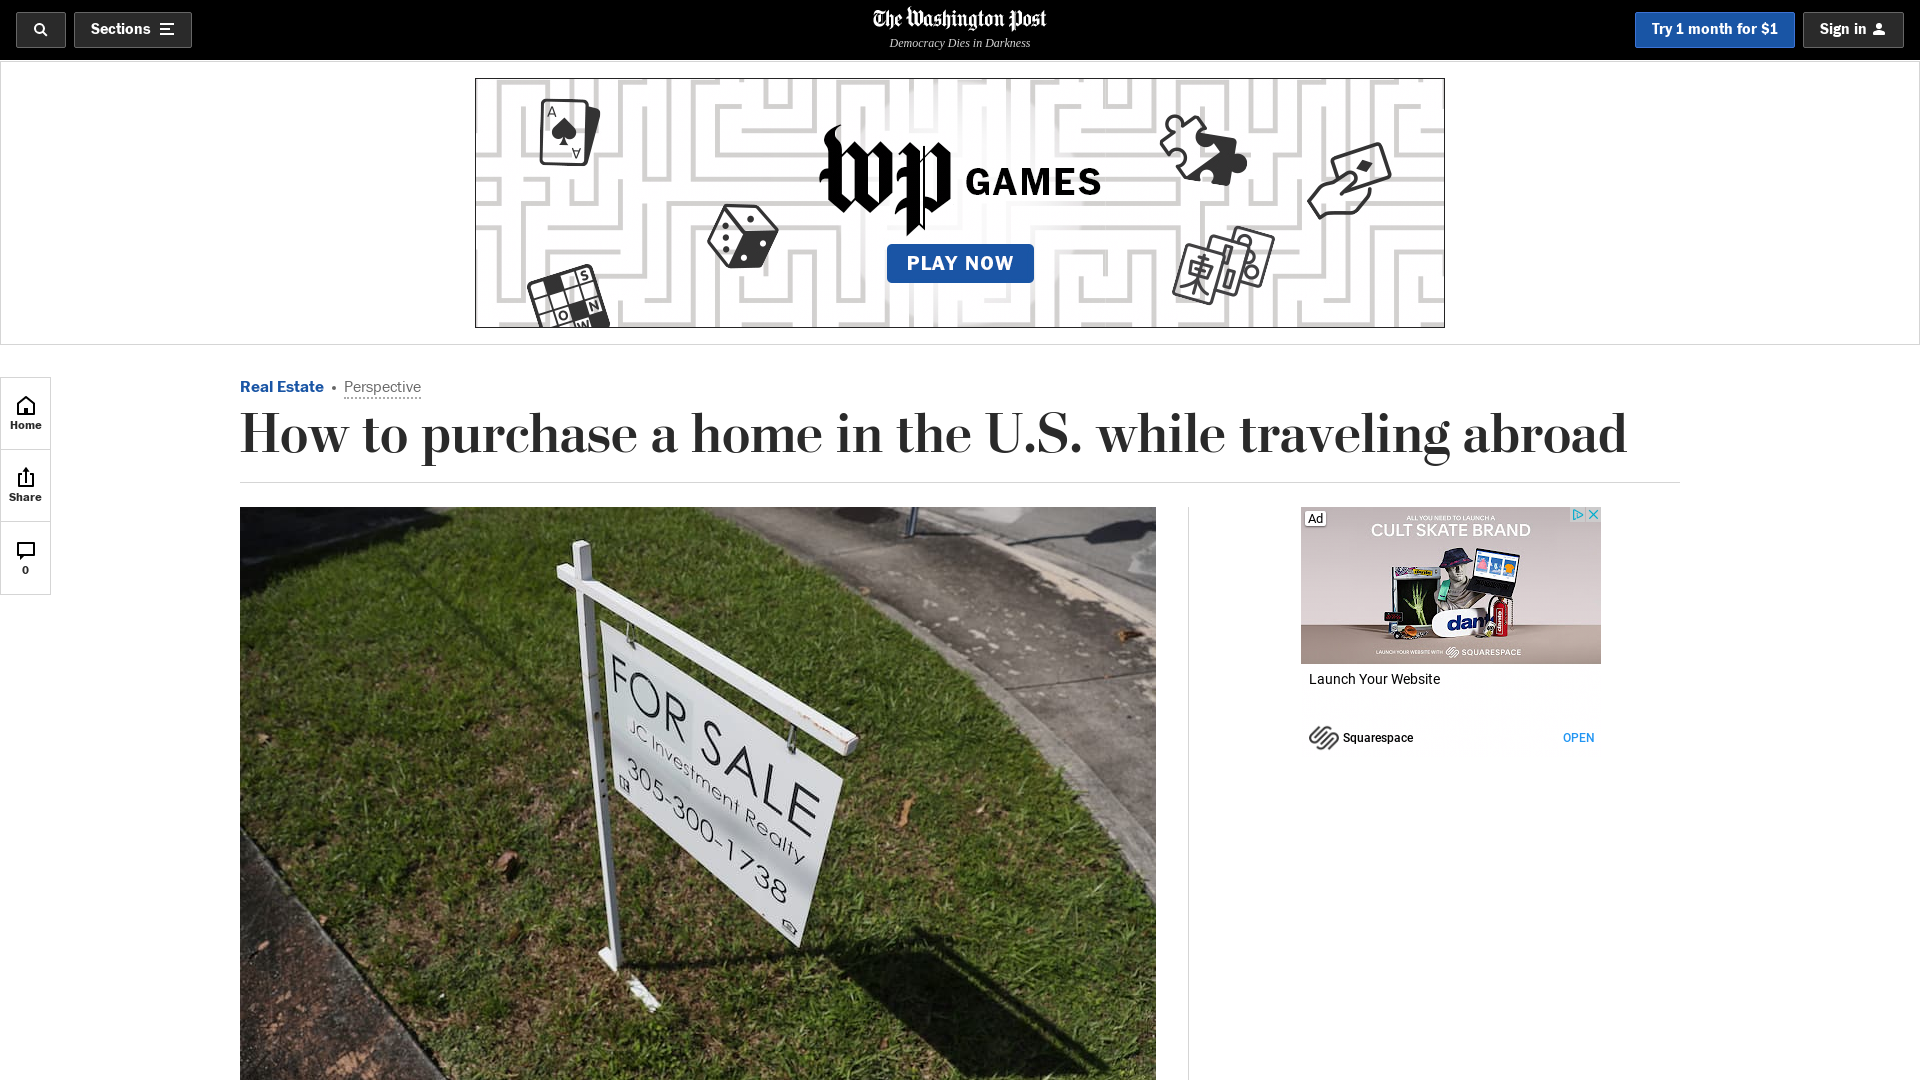 Sections
The Washington Post
Democracy Dies in Darkness
Try 1 month for $1
Sign in
A
A
wp GAMES
PLAY NOW
東
S
O
N
W
Real Estate • Perspective
How to purchase a home in the U.S. while traveling abroad
Home
Share
0
FOR SALE
JC Investment Realty
305-300-1738
Ad
ALL YOU NEED TO LAUNCH A
CULT SKATE BRAND
LAUNCH YOUR WEBSITE WITH SQUARESPACE
Launch Your Website
Squarespace
OPEN